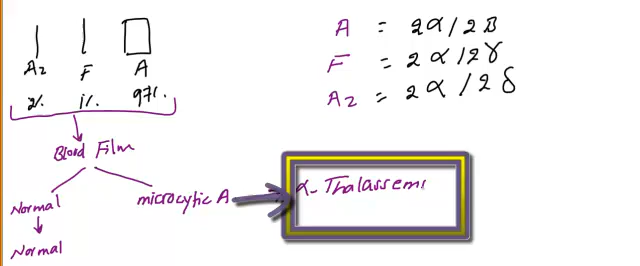 A2 F A
2%. 1%. 97%.
Blood Film
Normal
Normal
microcytic A
α- Thalassemi
A = 2α/2β
F = 2α/2γ
A2 = 2α/2δ